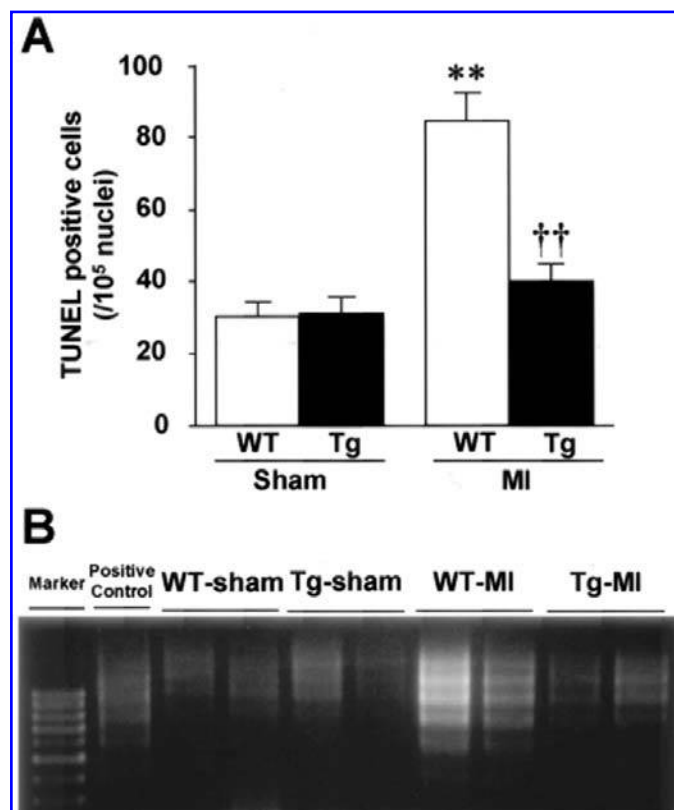 A
TUNEL positive cells
(/10⁵ nuclei)
100
80
60
40
20
0
**
††
WT Tg WT Tg
Sham MI
B
Marker Positive Control WT-sham Tg-sham WT-MI Tg-MI